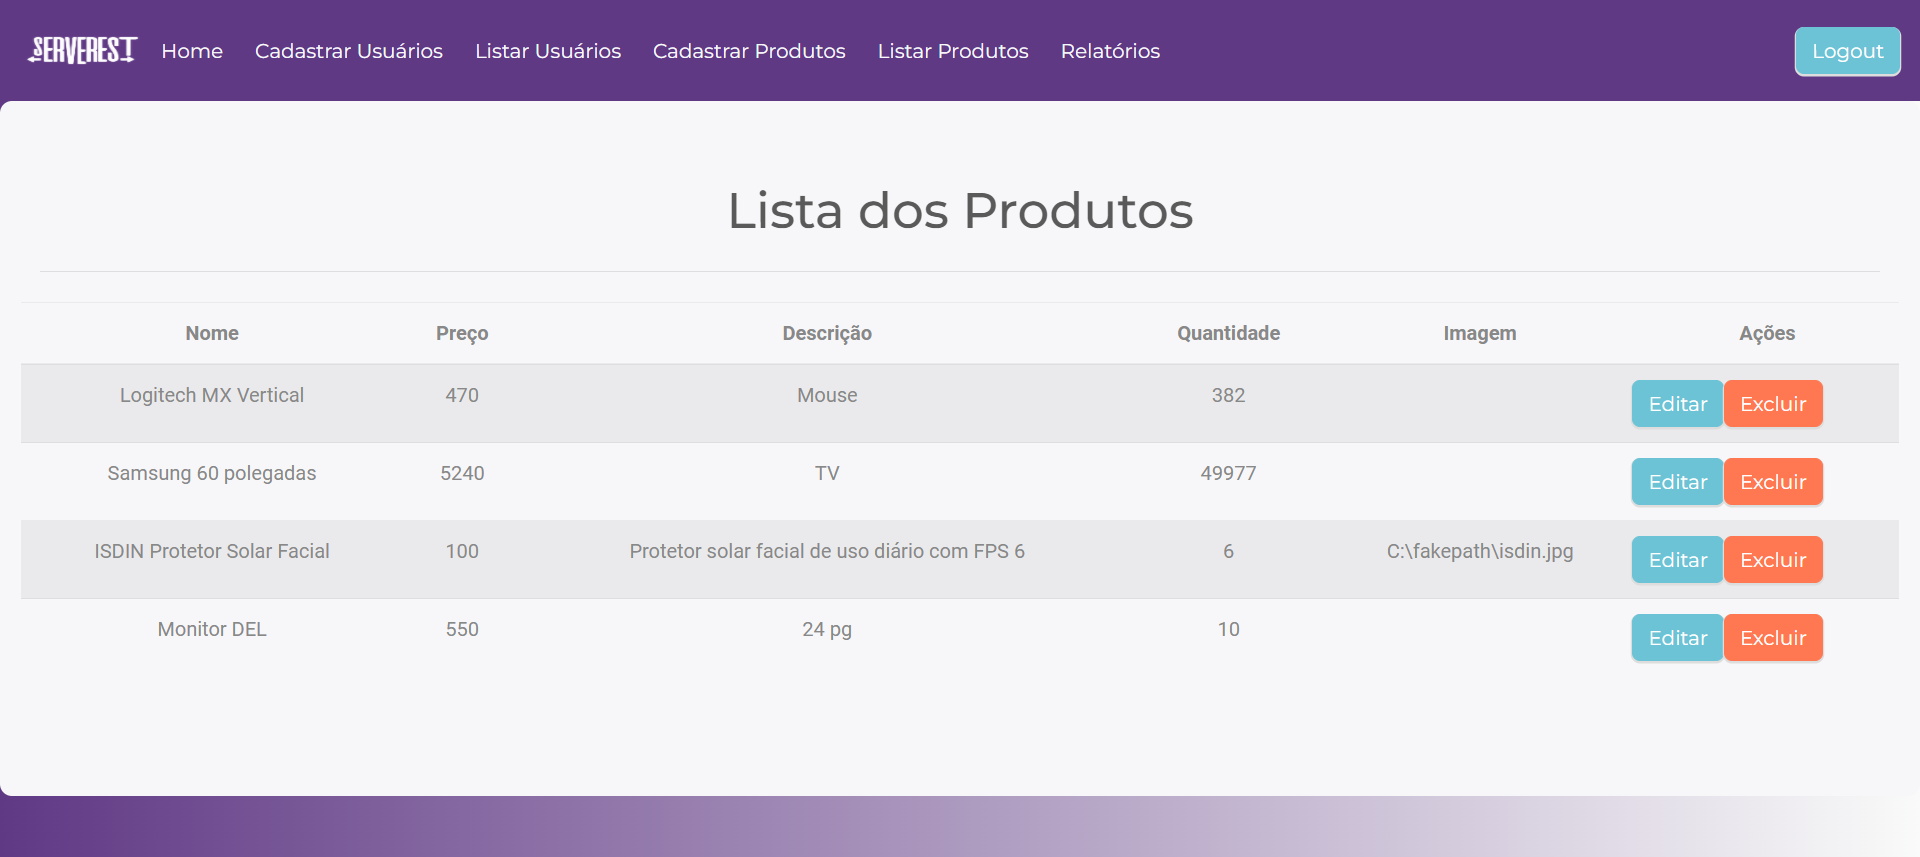 SERVEREST Home Cadastrar Usuários Listar Usuários Cadastrar Produtos Listar Produtos Relatórios Logout
Lista dos Produtos
Nome Preço Descrição Quantidade Imagem Ações
Logitech MX Vertical 470 Mouse 382 Editar Excluir
Samsung 60 polegadas 5240 TV 49977 Editar Excluir
ISDIN Protetor Solar Facial 100 Protetor solar facial de uso diário com FPS 6 6 C:\fakepath\isdin.jpg Editar Excluir
Monitor DEL 550 24 pg 10 Editar Excluir